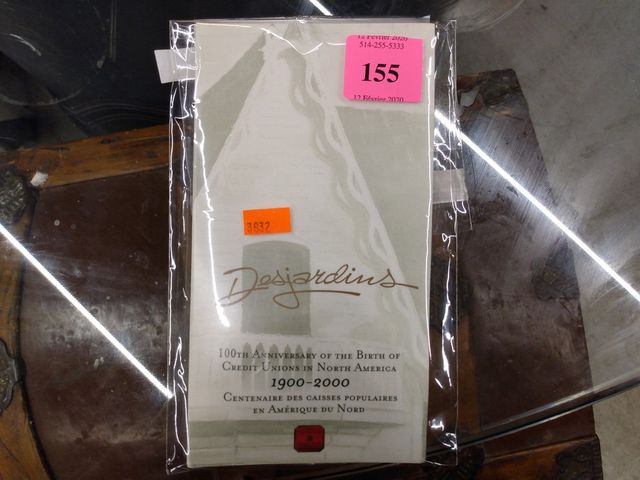 12 Février 2020
514-255-5333
155
12 Février 2020
3932
Desjardins
100th Anniversary of the Birth of
Credit Unions in North America
1900-2000
Centenaire des caisses populaires
en Amérique du Nord